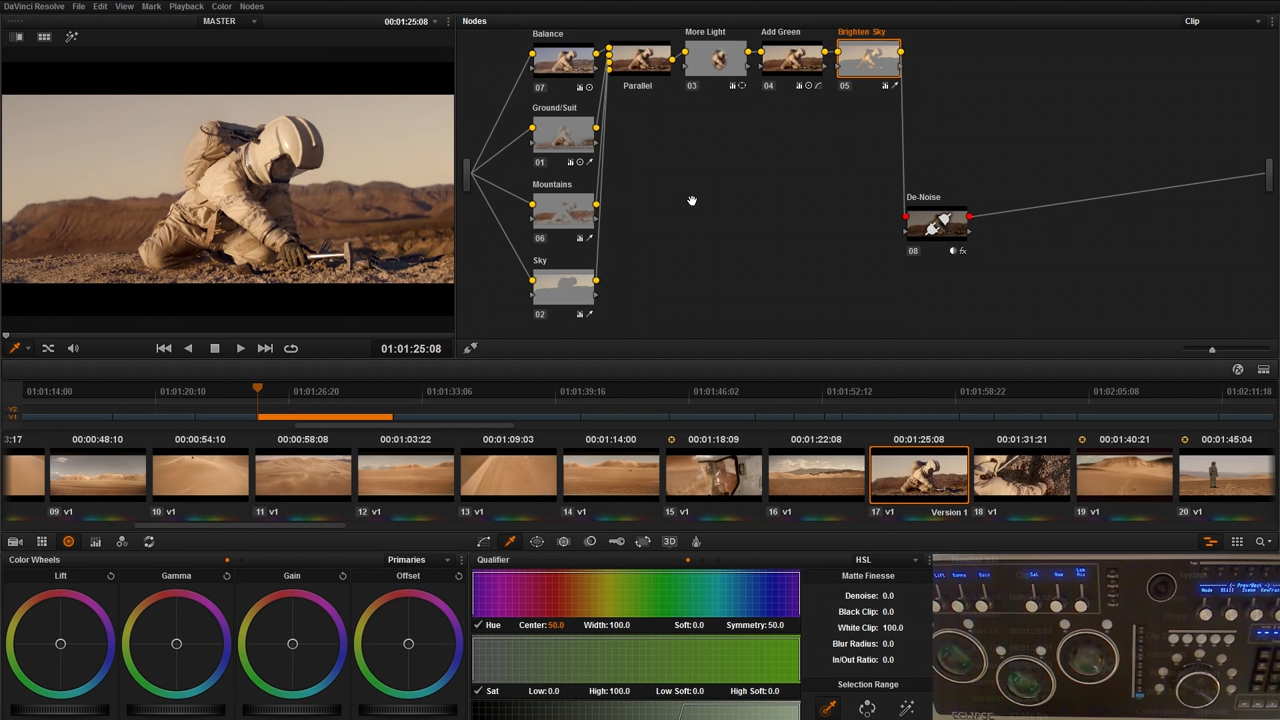 DaVinci Resolve File Edit View Mark Playback Color Nodes
MASTER 00:01:25:08 Nodes Clip
Balance
07
Parallel
More Light
03
Add Green
04
Brighten Sky
05
Ground/Suit
01
Mountains
06
Sky
02
De-Noise
08 fx
01:01:25:08
01:01:14:00 01:01:20:10 01:01:26:20 01:01:33:06 01:01:39:16 01:01:46:02 01:01:52:12 01:01:58:22 01:02:05:08 01:02:11:18
V2
V1
3:17 00:00:48:10 00:00:54:10 00:00:58:08 00:01:03:22 00:01:09:03 00:01:14:00 00:01:18:09 00:01:22:08 00:01:25:08 00:01:31:21 00:01:40:21 00:01:45:04
09 v1 10 v1 11 v1 12 v1 13 v1 14 v1 15 v1 16 v1 17 v1 Version 1 18 v1 19 v1 20 v1
3D
Color Wheels Primaries
Lift Gamma Gain Offset
Qualifier HSL
Hue Center: 50.0 Width: 100.0 Soft: 0.0 Symmetry: 50.0
Sat Low: 0.0 High: 100.0 Low Soft: 0.0 High Soft: 0.0
Matte Finesse
Denoise: 0.0
Black Clip: 0.0
White Clip: 100.0
Blur Radius: 0.0
In/Out Ratio: 0.0
Selection Range
ECLIPSE